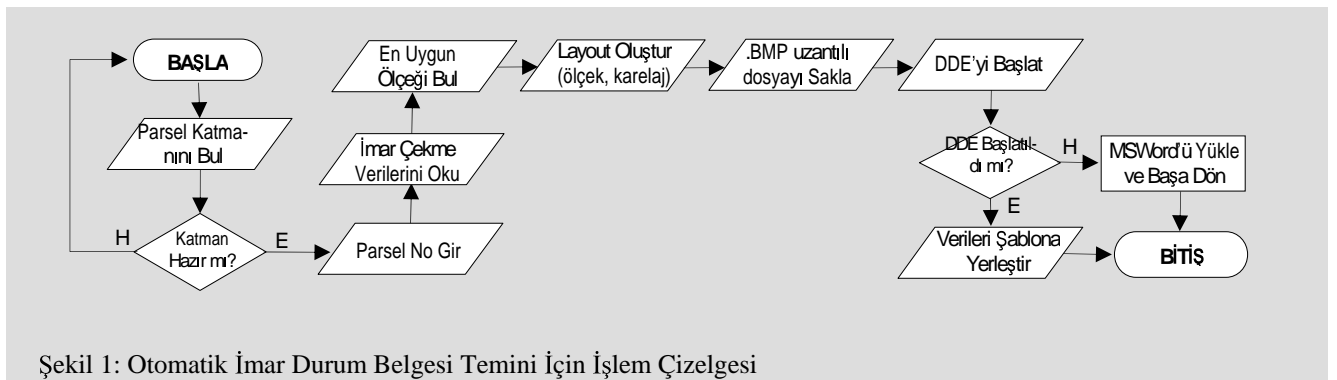 BAŞLA
Parsel Katma-
nını Bul
Katman
Hazır mı?
H
E
Parsel No Gir
İmar Çekme
Verilerini Oku
En Uygun
Ölçeği Bul
Layout Oluştur
(ölçek, karelaj)
.BMP uzantılı
dosyayı Sakla
DDE'yi Başlat
DDE Başlatıl-
dı mı?
H
E
MSWord'ü Yükle
ve Başa Dön
Verileri Şablona
Yerleştir
BİTİŞ
Şekil 1: Otomatik İmar Durum Belgesi Temini İçin İşlem Çizelgesi